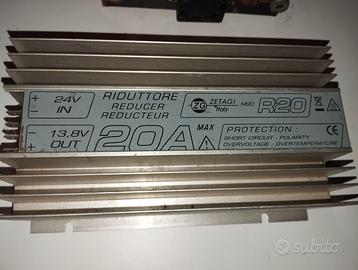 24V
IN
RIDUTTORE
REDUCER
REDUCTEUR
ZG
ZETAGI
Italy
MOD.
R20
13,8V
OUT
20A
MAX
PROTECTION:
SHORT CIRCUIT - POLARITY
OVERVOLTAGE - OVERTEMPERATURE
subito